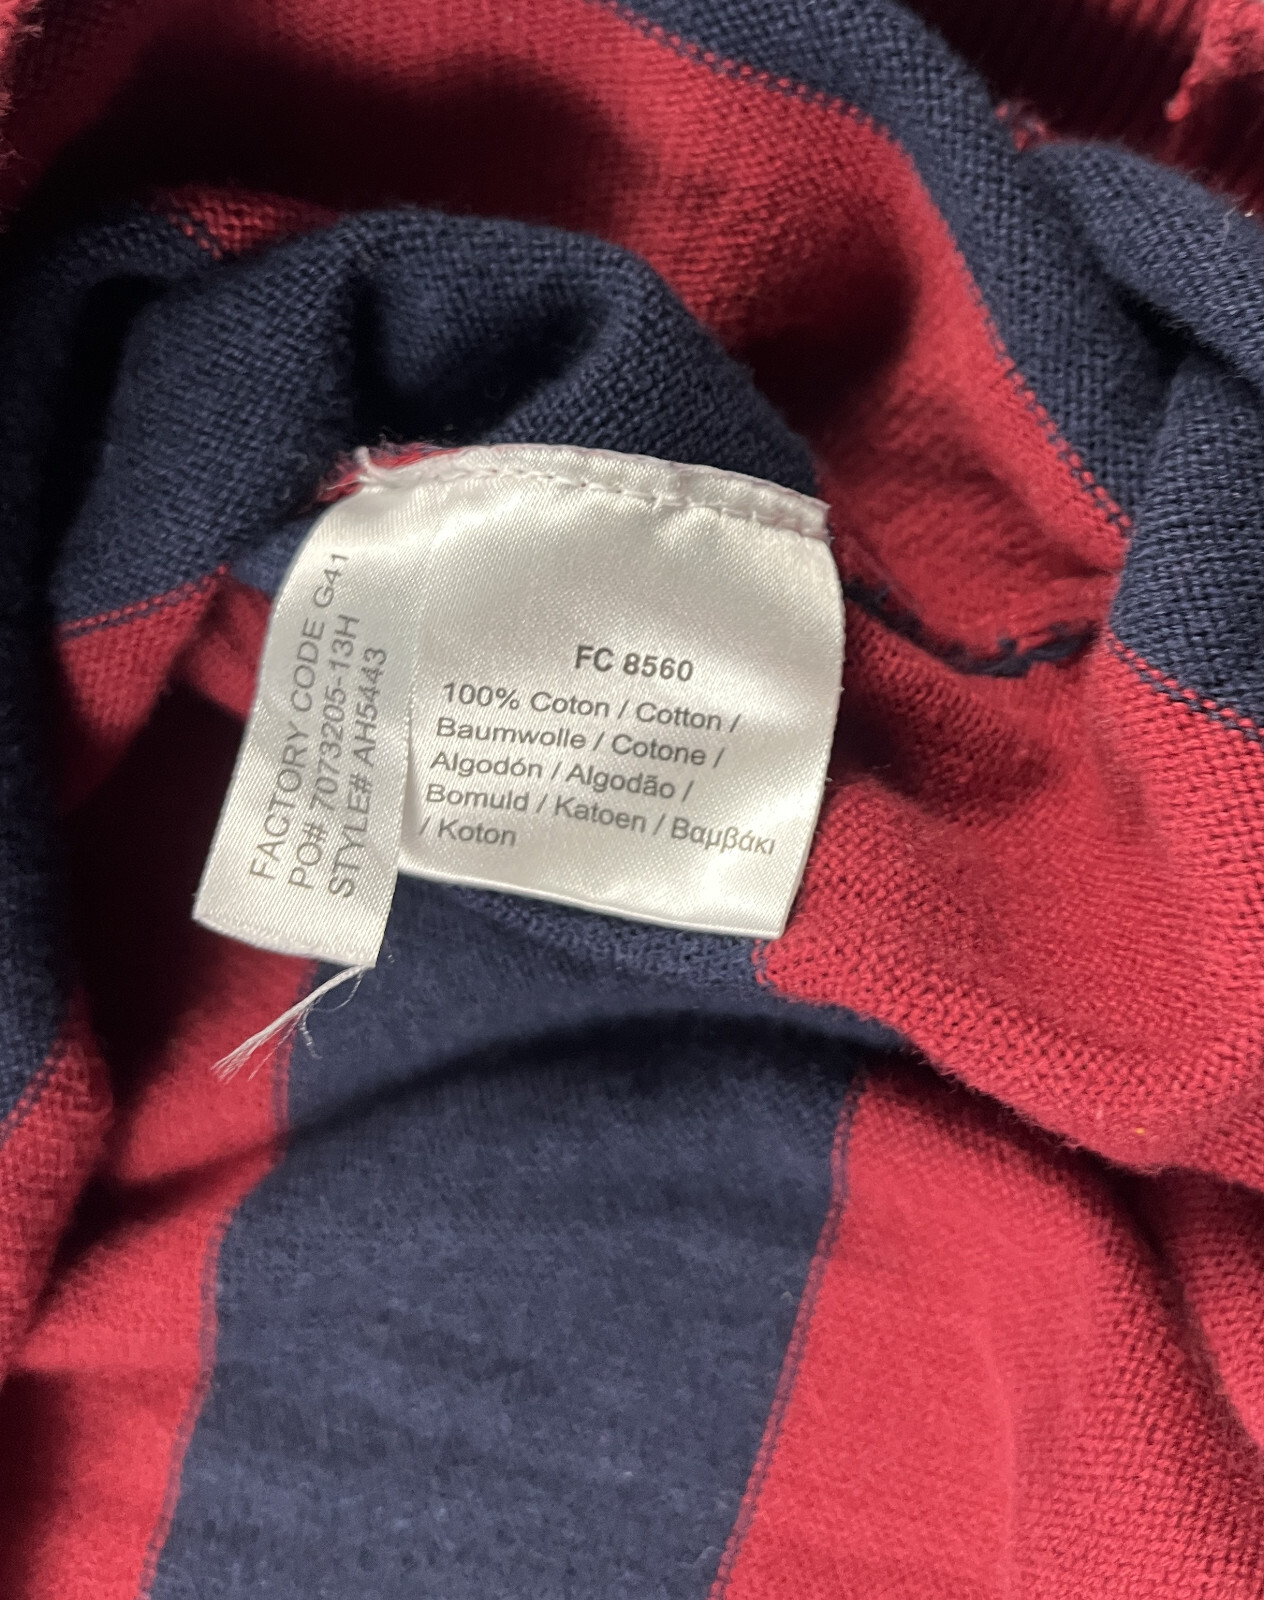 FACTORY CODE G41
PO# 7073205-13H
STYLE# AH5443
FC 8560
100% Coton / Cotton /
Baumwolle / Cotone /
Algodón / Algodão /
Bomuld / Katoen / Βαμβάκι
/ Koton